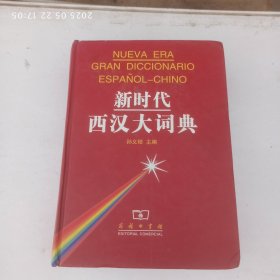 2025.05.22 17:05
NUEVA ERA
GRAN DICCIONARIO
ESPAÑOL-CHINO
新时代
西汉大词典
孙义桢 主编
商务印书馆
EDITORIAL COMERCIAL